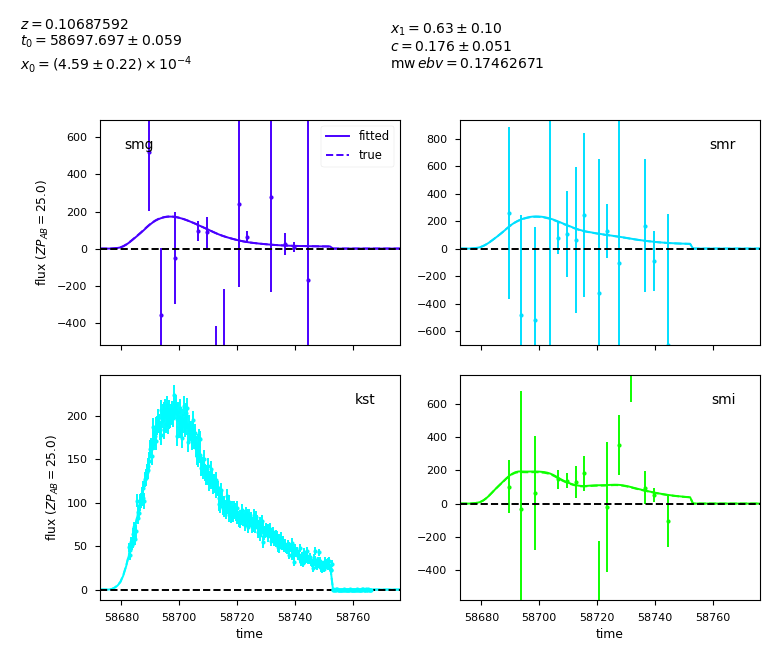 z = 0.10687592
t0 = 58697.697 ± 0.059
x0 = (4.59 ± 0.22) × 10^−4
x1 = 0.63 ± 0.10
c = 0.176 ± 0.051
mw ebv = 0.17462671
smg
fitted
true
600
400
200
0
−200
−400
flux (ZP_AB = 25.0)
smr
800
600
400
200
0
−200
−400
−600
kst
200
150
100
50
0
flux (ZP_AB = 25.0)
58680 58700 58720 58740 58760
time
smi
600
400
200
0
−200
−400
58680 58700 58720 58740 58760
time